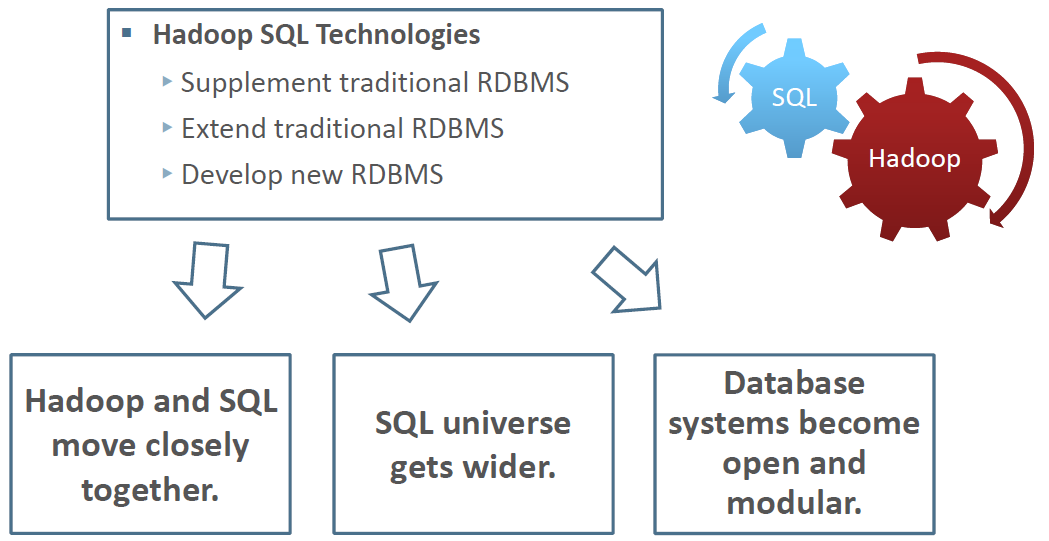 Hadoop SQL Technologies
Supplement traditional RDBMS
Extend traditional RDBMS
Develop new RDBMS
SQL
Hadoop
Hadoop and SQL
move closely
together.
SQL universe
gets wider.
Database
systems become
open and
modular.